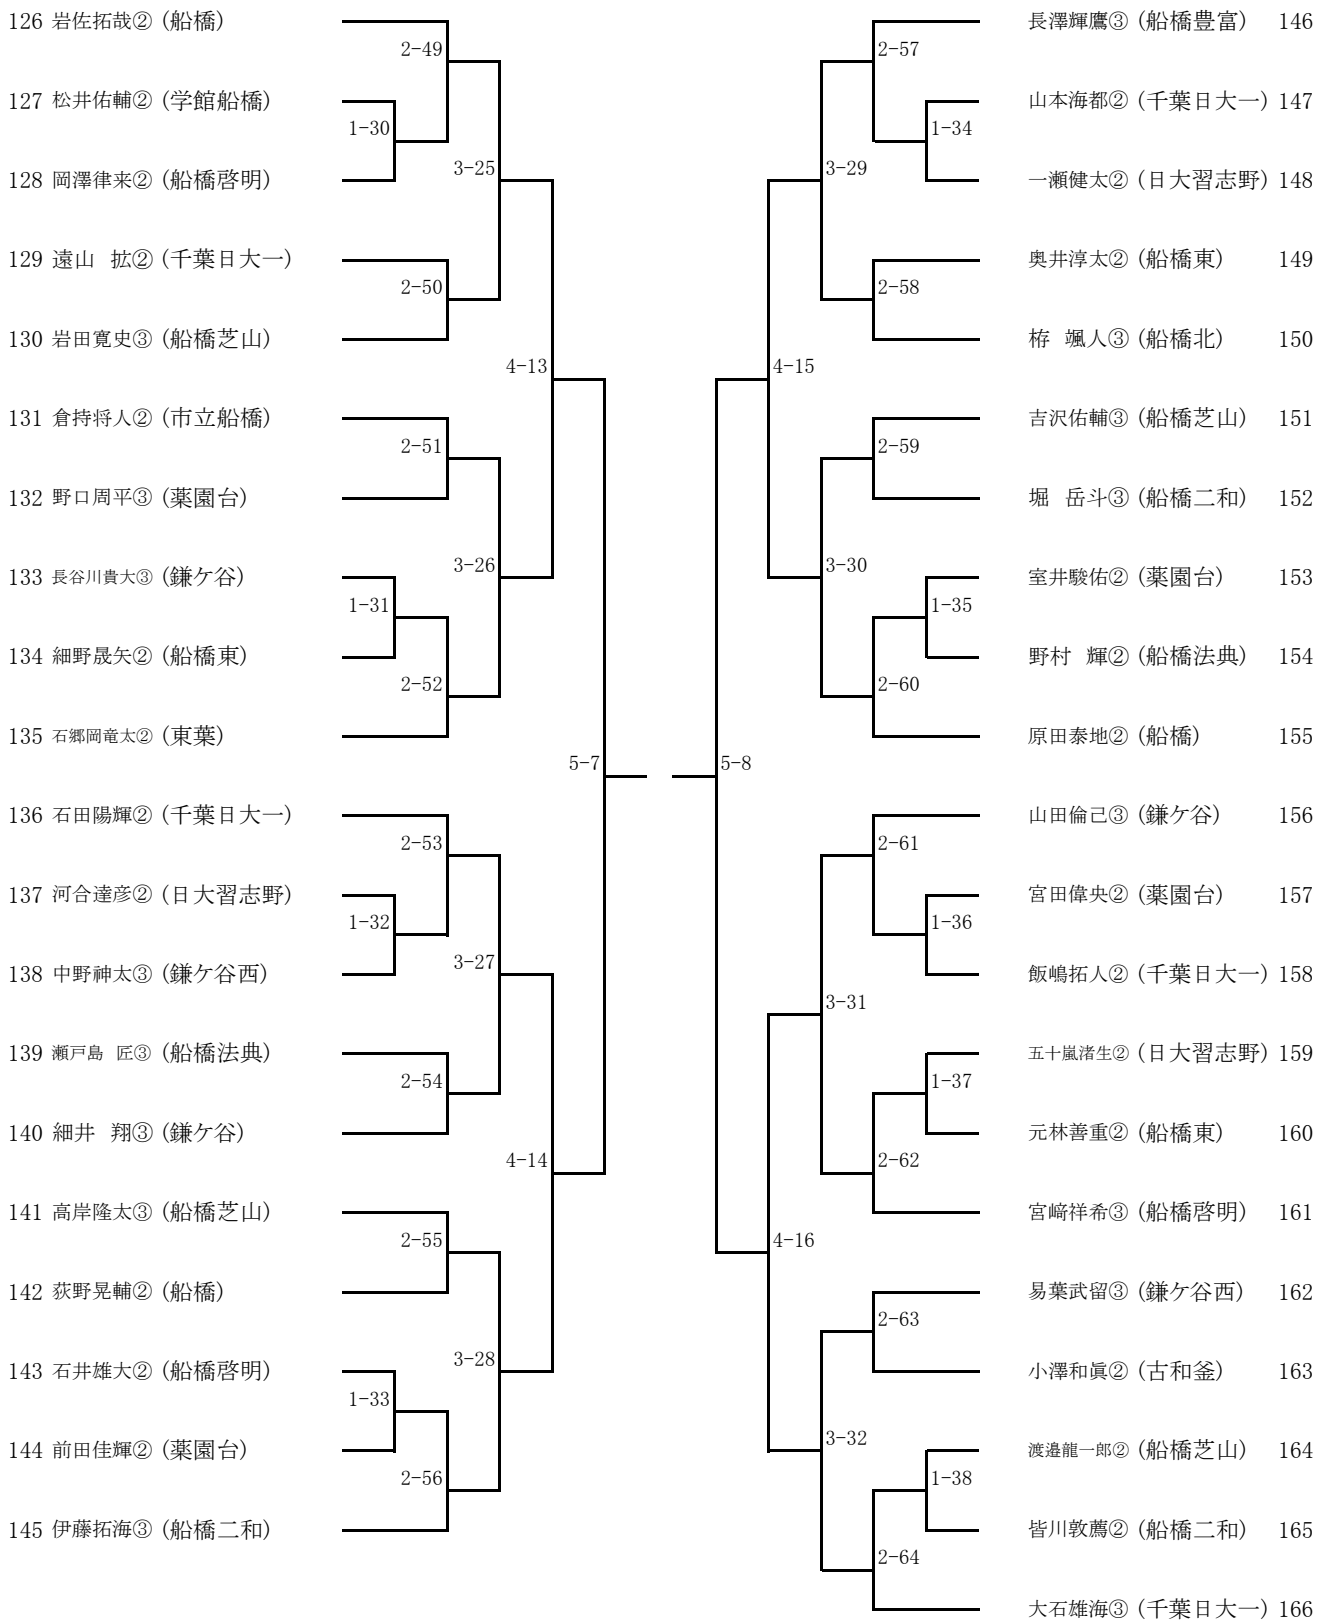 126 岩佐拓哉② (船橋)
2-49
127 松井佑輔② (学館船橋)
1-30
128 岡澤律来② (船橋啓明)
3-25
129 遠山 拡② (千葉日大一)
2-50
130 岩田寛史③ (船橋芝山)
4-13
131 倉持将人② (市立船橋)
2-51
132 野口周平③ (薬園台)
3-26
133 長谷川貴大③ (鎌ケ谷)
1-31
134 細野晟矢② (船橋東)
2-52
135 石郷岡竜太② (東葉)
5-7
136 石田陽輝② (千葉日大一)
2-53
137 河合達彦② (日大習志野)
1-32
138 中野神太③ (鎌ケ谷西)
3-27
139 瀬戸島 匠③ (船橋法典)
2-54
140 細井 翔③ (鎌ケ谷)
4-14
141 高岸隆太③ (船橋芝山)
2-55
142 荻野晃輔② (船橋)
3-28
143 石井雄大② (船橋啓明)
1-33
144 前田佳輝② (薬園台)
2-56
145 伊藤拓海③ (船橋二和)
長澤輝鷹③ (船橋豊富) 146
2-57
山本海都② (千葉日大一) 147
1-34
一瀬健太② (日大習志野) 148
3-29
奥井淳太② (船橋東) 149
2-58
栫 颯人③ (船橋北) 150
4-15
吉沢佑輔③ (船橋芝山) 151
2-59
堀 岳斗③ (船橋二和) 152
3-30
室井駿佑② (薬園台) 153
1-35
野村 輝② (船橋法典) 154
2-60
原田泰地② (船橋) 155
5-8
山田倫己③ (鎌ケ谷) 156
2-61
宮田偉央② (薬園台) 157
1-36
飯嶋拓人② (千葉日大一) 158
3-31
五十嵐渚生② (日大習志野) 159
1-37
元林善重② (船橋東) 160
2-62
宮﨑祥希③ (船橋啓明) 161
4-16
易葉武留③ (鎌ケ谷西) 162
2-63
小澤和眞② (古和釜) 163
3-32
渡邉龍一郎② (船橋芝山) 164
1-38
皆川敦薦② (船橋二和) 165
2-64
大石雄海③ (千葉日大一) 166